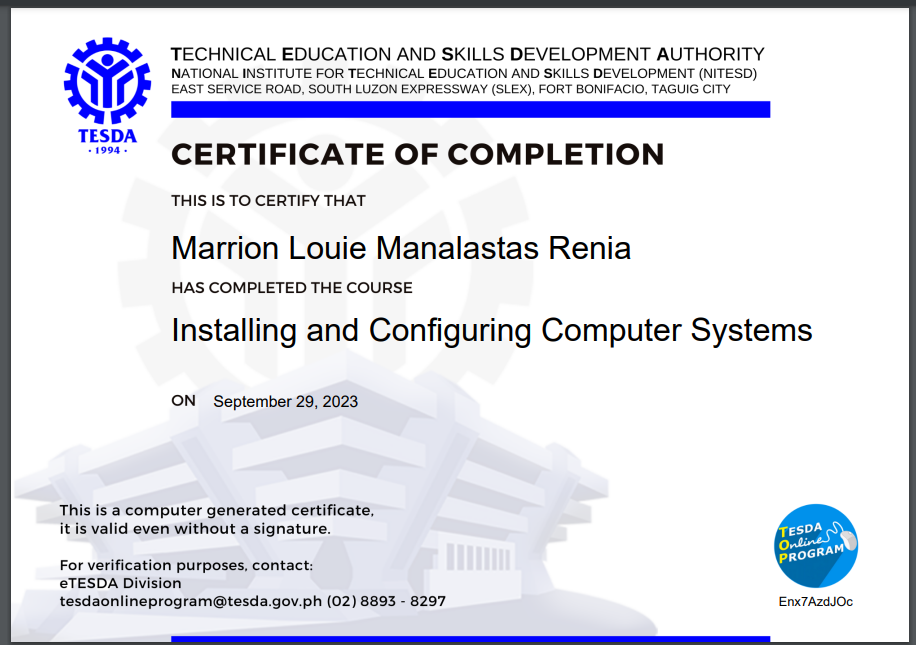 TECHNICAL EDUCATION AND SKILLS DEVELOPMENT AUTHORITY
NATIONAL INSTITUTE FOR TECHNICAL EDUCATION AND SKILLS DEVELOPMENT (NITESD)
EAST SERVICE ROAD, SOUTH LUZON EXPRESSWAY (SLEX), FORT BONIFACIO, TAGUIG CITY
TESDA
· 1994 ·
CERTIFICATE OF COMPLETION
THIS IS TO CERTIFY THAT
Marrion Louie Manalastas Renia
HAS COMPLETED THE COURSE
Installing and Configuring Computer Systems
ON September 29, 2023
This is a computer generated certificate,
it is valid even without a signature.
For verification purposes, contact:
eTESDA Division
tesdaonlineprogram@tesda.gov.ph (02) 8893 - 8297
TESDA
Online
PROGRAM
Enx7AzdJOc